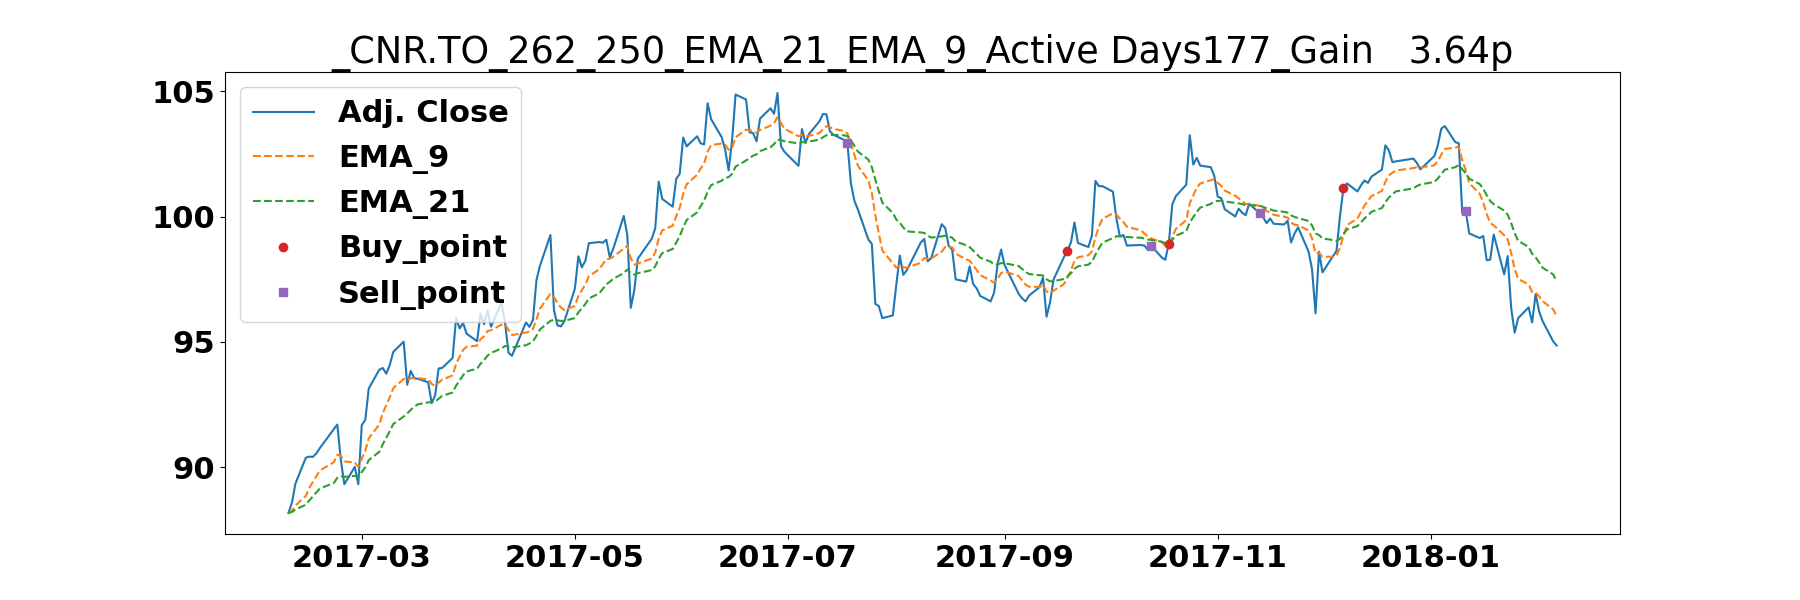 _CNR.TO_262_250_EMA_21_EMA_9_Active Days177_Gain   3.64p
105
100
95
90
Adj. Close
EMA_9
EMA_21
Buy_point
Sell_point
2017-03 2017-05 2017-07 2017-09 2017-11 2018-01